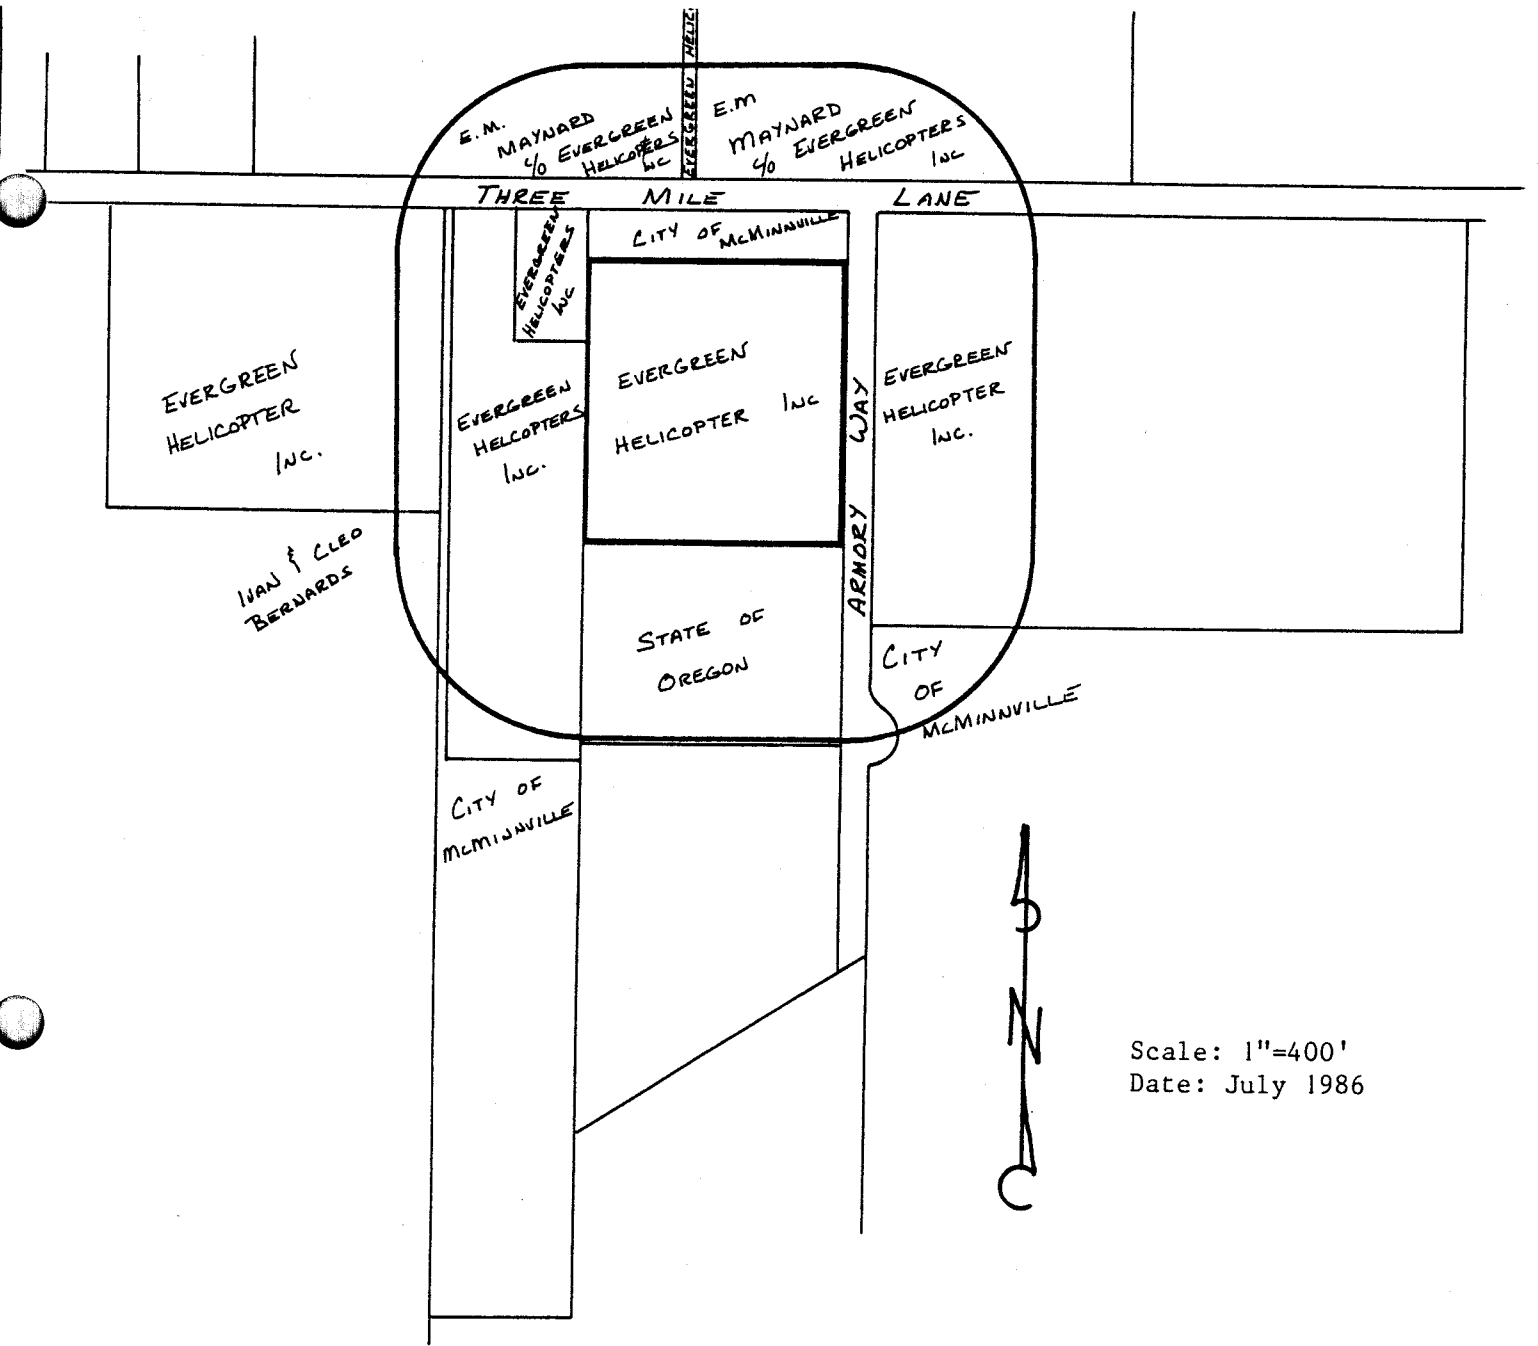 EVERGREEN HELIC
E.M.
MAYNARD
c/o EVERGREEN
HELICOPTERS
INC
E.M
MAYNARD
c/o EVERGREEN
HELICOPTERS
INC
THREE MILE LANE
CITY OF McMINNVILLE
EVERGREEN
HELICOPTERS
INC
EVERGREEN
HELICOPTER
INC.
EVERGREEN
HELCOPTERS
INC.
EVERGREEN
HELICOPTER INC
ARMORY WAY
EVERGREEN
HELICOPTER
INC.
IVAN & CLEO
BERNARDS
STATE OF
OREGON
CITY
OF
McMINNVILLE
CITY OF
McMINNVILLE
N
Scale: 1"=400'
Date: July 1986